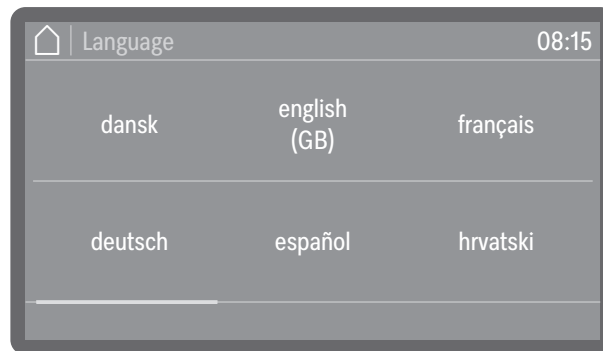 Language 08:15
dansk english (GB) français
deutsch español hrvatski